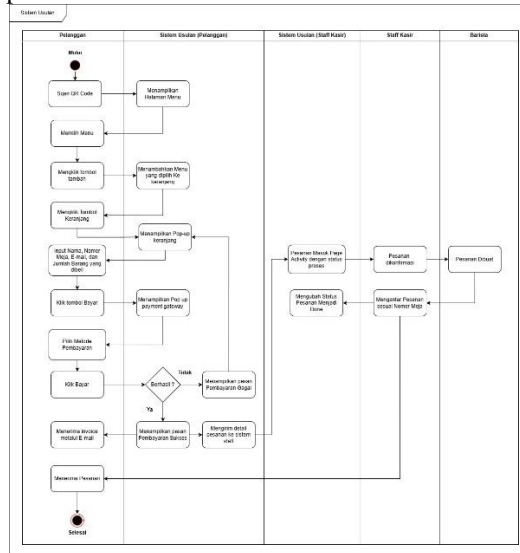 Sistem Usulan
Pelanggan
Sistem Usulan (Pelanggan)
Sistem Usulan (Staff Kasir)
Staff Kasir
Barista
Mulai
Scan QR Code
Menampilkan
Halaman Menu
Memilih Menu
Mengklik tombol
tambah
Menambahkan Menu
yang dipilih Ke
keranjang
Mengklik Tombol
Keranjang
Menampilkan Pop-up
keranjang
Input Nama, Nomer
Meja, E-mail, dan
Jumlah Barang yang
dibeli
Pesanan Masuk Page
Activity dengan status
proses
Pesanan
dikonfirmasi
Pesanan Dibuat
Klik tombol Bayar
Menampilkan Pop up
payment gateway
Mengubah Status
Pesanan Menjadi
Done
Mengantar Pesanan
sesuai Nomer Meja
Pilih Metode
Pembayaran
Klik Bayar
Berhasil ?
Tidak
Menampilkan pesan
Pembayaran Gagal
Ya
Menerima invoice
melalui E-mail
Menampilkan pesan
Pembayaran Sukses
Mengirim detail
pesanan ke sistem
staff
Menerima Pesanan
Selesai